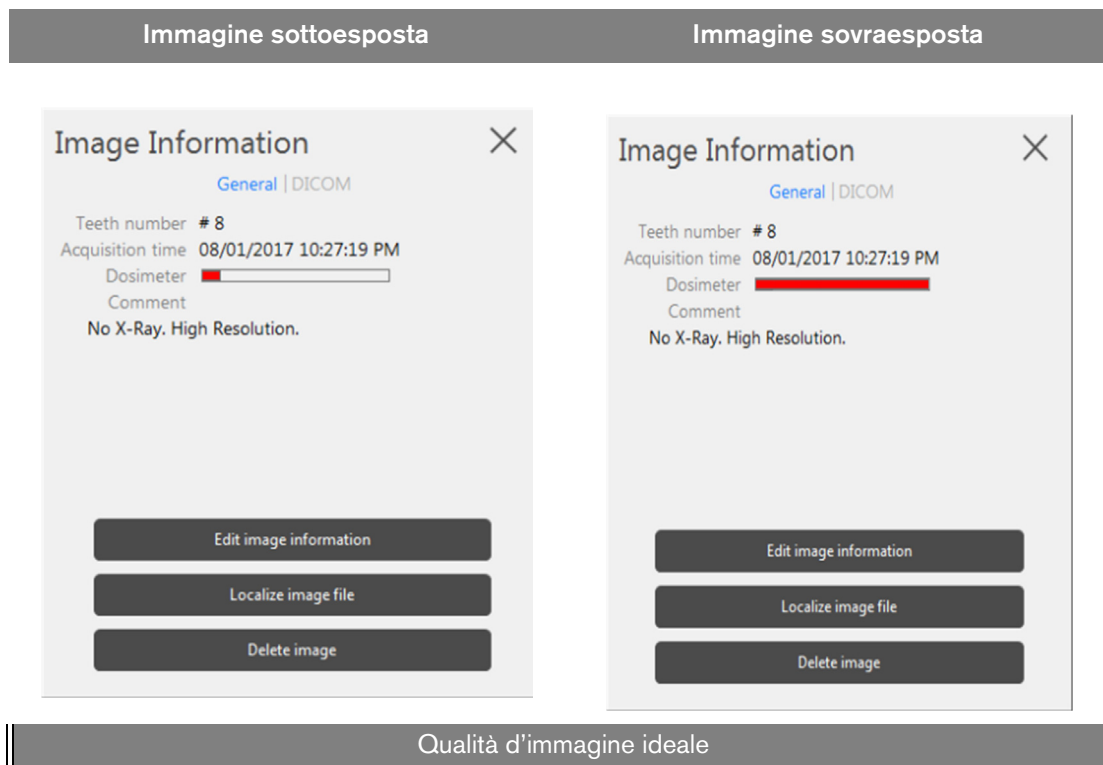 Immagine sottoesposta
Immagine sovraesposta
Image Information
General | DICOM
Teeth number # 8
Acquisition time 08/01/2017 10:27:19 PM
Dosimeter
Comment
No X-Ray. High Resolution.
Edit image information
Localize image file
Delete image
Image Information
General | DICOM
Teeth number # 8
Acquisition time 08/01/2017 10:27:19 PM
Dosimeter
Comment
No X-Ray. High Resolution.
Edit image information
Localize image file
Delete image
Qualità d’immagine ideale